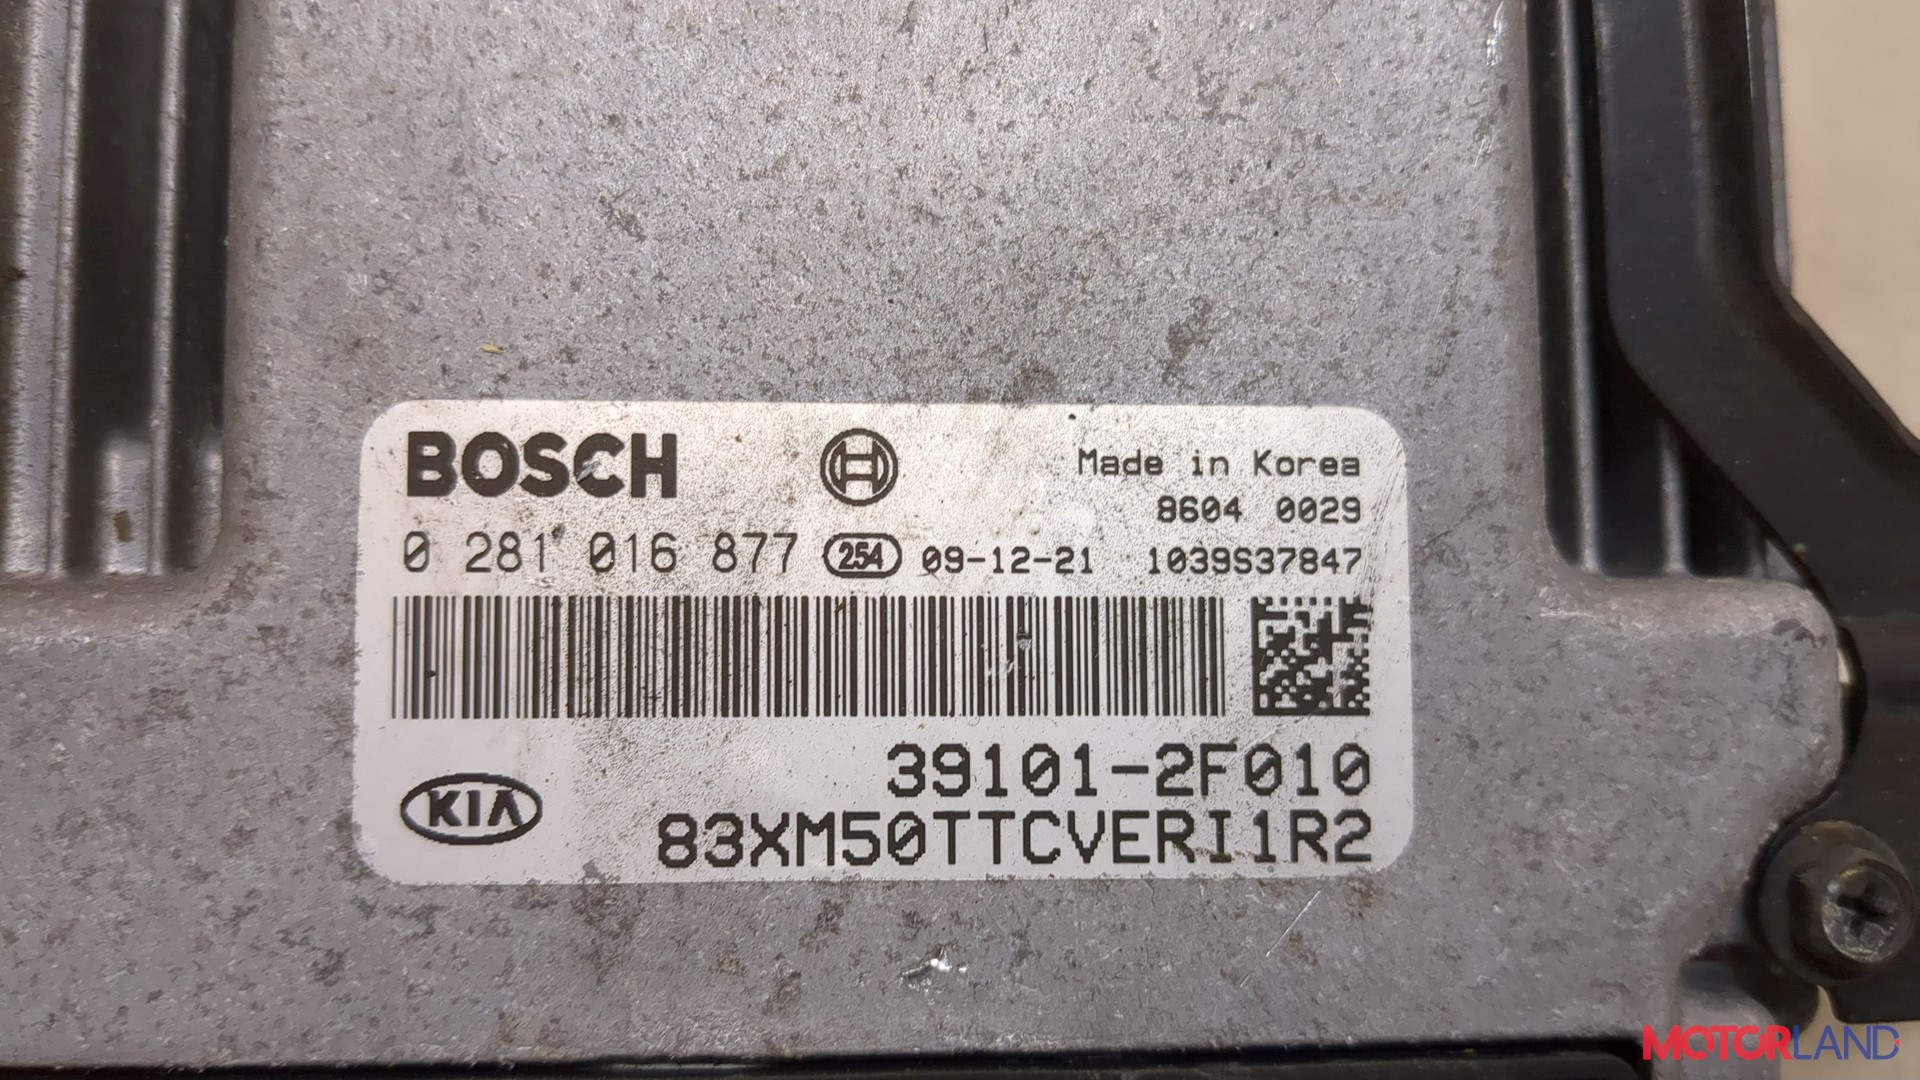 BOSCH
Made in Korea
8604 0029
0 281 016 877 254 09-12-21 1039S37847
39101-2F010
KIA 83XM50TTCVERI1R2
MOTORLAND